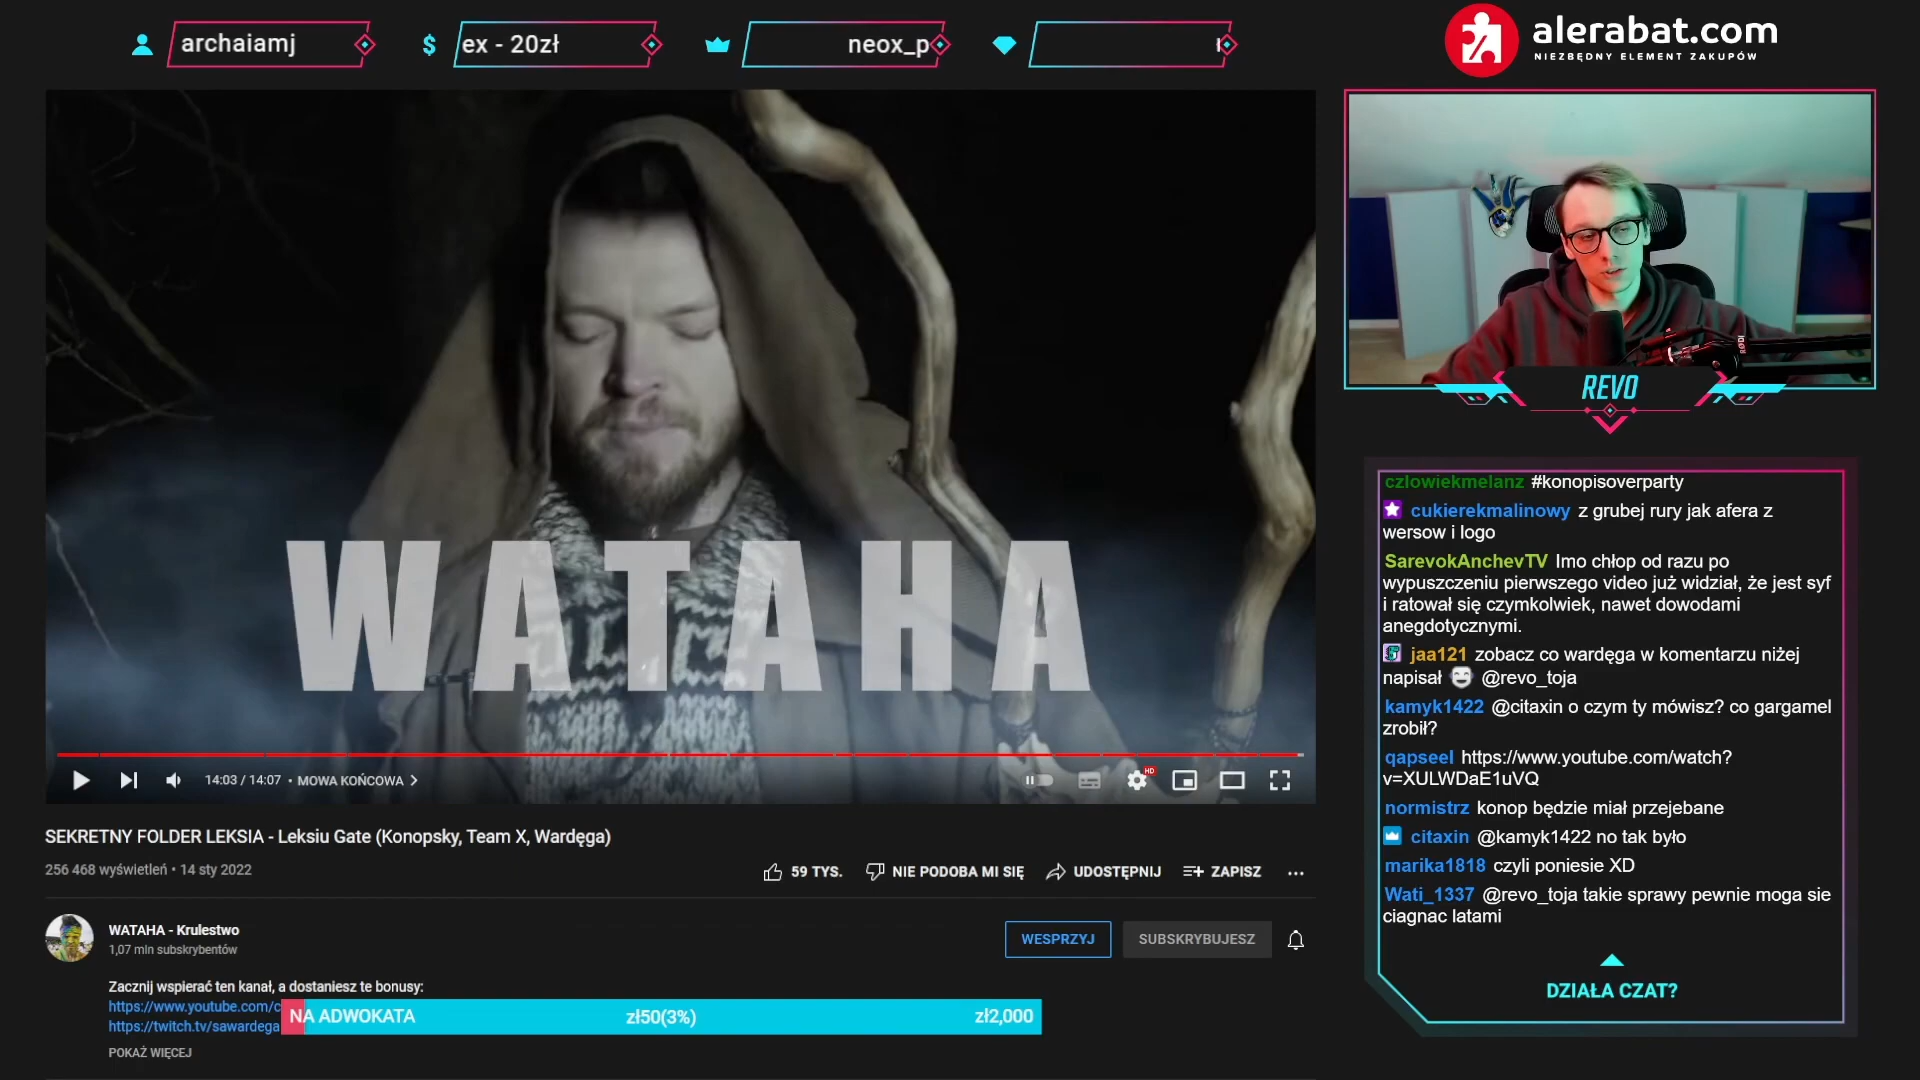 archaiamj
$
ex - 20zł
neox_p
alerabat.com
NIEZBĘDNY ELEMENT ZAKUPÓW
WATAHA
14:03 / 14:07 • MOWA KOŃCOWA
HD
SEKRETNY FOLDER LEKSIA - Leksiu Gate (Konopsky, Team X, Wardęga)
256 468 wyświetleń • 14 sty 2022
59 TYS.
NIE PODOBA MI SIĘ
UDOSTĘPNIJ
ZAPISZ
WATAHA - Krulestwo
1,07 mln subskrybentów
WESPRZYJ
SUBSKRYBUJESZ
Zacznij wspierać ten kanał, a dostaniesz te bonusy:
https://www.youtube.com/c
https://twitch.tv/sawardega
NA ADWOKATA
zł50(3%)
zł2,000
POKAŻ WIĘCEJ
REVO
czlowiekmelanz #konopisoverparty
cukierekmalinowy z grubej rury jak afera z
wersow i logo
SarevokAnchevTV Imo chłop od razu po
wypuszczeniu pierwszego video już widział, że jest syf
i ratował się czymkolwiek, nawet dowodami
anegdotycznymi.
jaa121 zobacz co wardęga w komentarzu niżej
napisał @revo_toja
kamyk1422 @citaxin o czym ty mówisz? co gargamel
zrobił?
qapseel https://www.youtube.com/watch?
v=XULWDaE1uVQ
normistrz konop będzie miał przejebane
citaxin @kamyk1422 no tak było
marika1818 czyli poniesie XD
Wati_1337 @revo_toja takie sprawy pewnie moga sie
ciagnac latami
DZIAŁA CZAT?